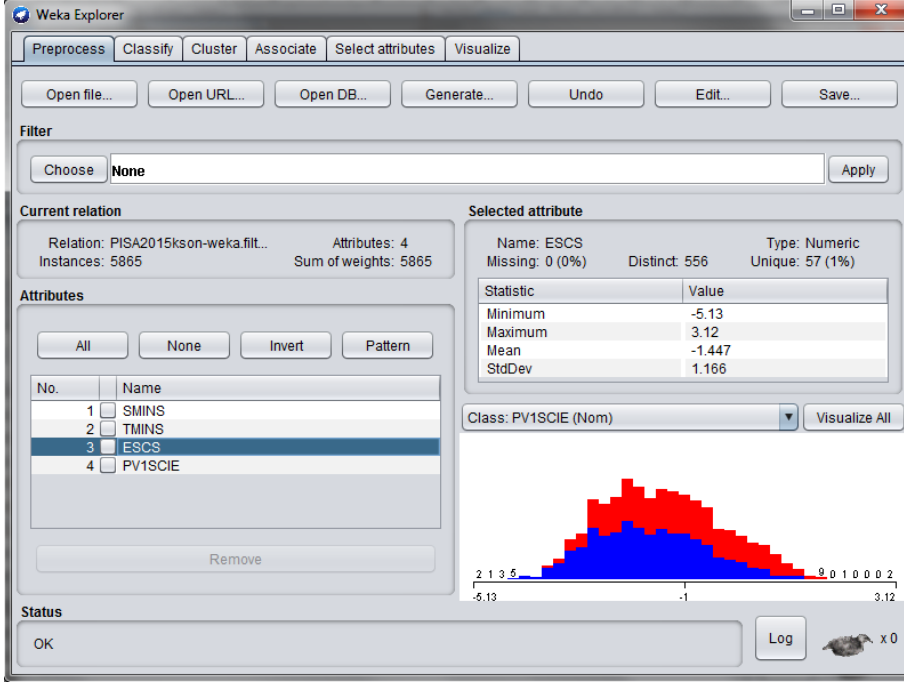 Weka Explorer
Preprocess Classify Cluster Associate Select attributes Visualize
Open file... Open URL... Open DB... Generate... Undo Edit... Save...
Filter
Choose None Apply
Current relation
Relation: PISA2015kson-weka.filt... Attributes: 4
Instances: 5865 Sum of weights: 5865
Attributes
All None Invert Pattern
No. Name
1 SMINS
2 TMINS
3 ESCS
4 PV1SCIE
Remove
Selected attribute
Name: ESCS Type: Numeric
Missing: 0 (0%) Distinct: 556 Unique: 57 (1%)
Statistic Value
Minimum -5.13
Maximum 3.12
Mean -1.447
StdDev 1.166
Class: PV1SCIE (Nom) Visualize All
2 1 3 5 9 0 1 0 0 0 2
-5.13 -1 3.12
Status
OK Log x 0